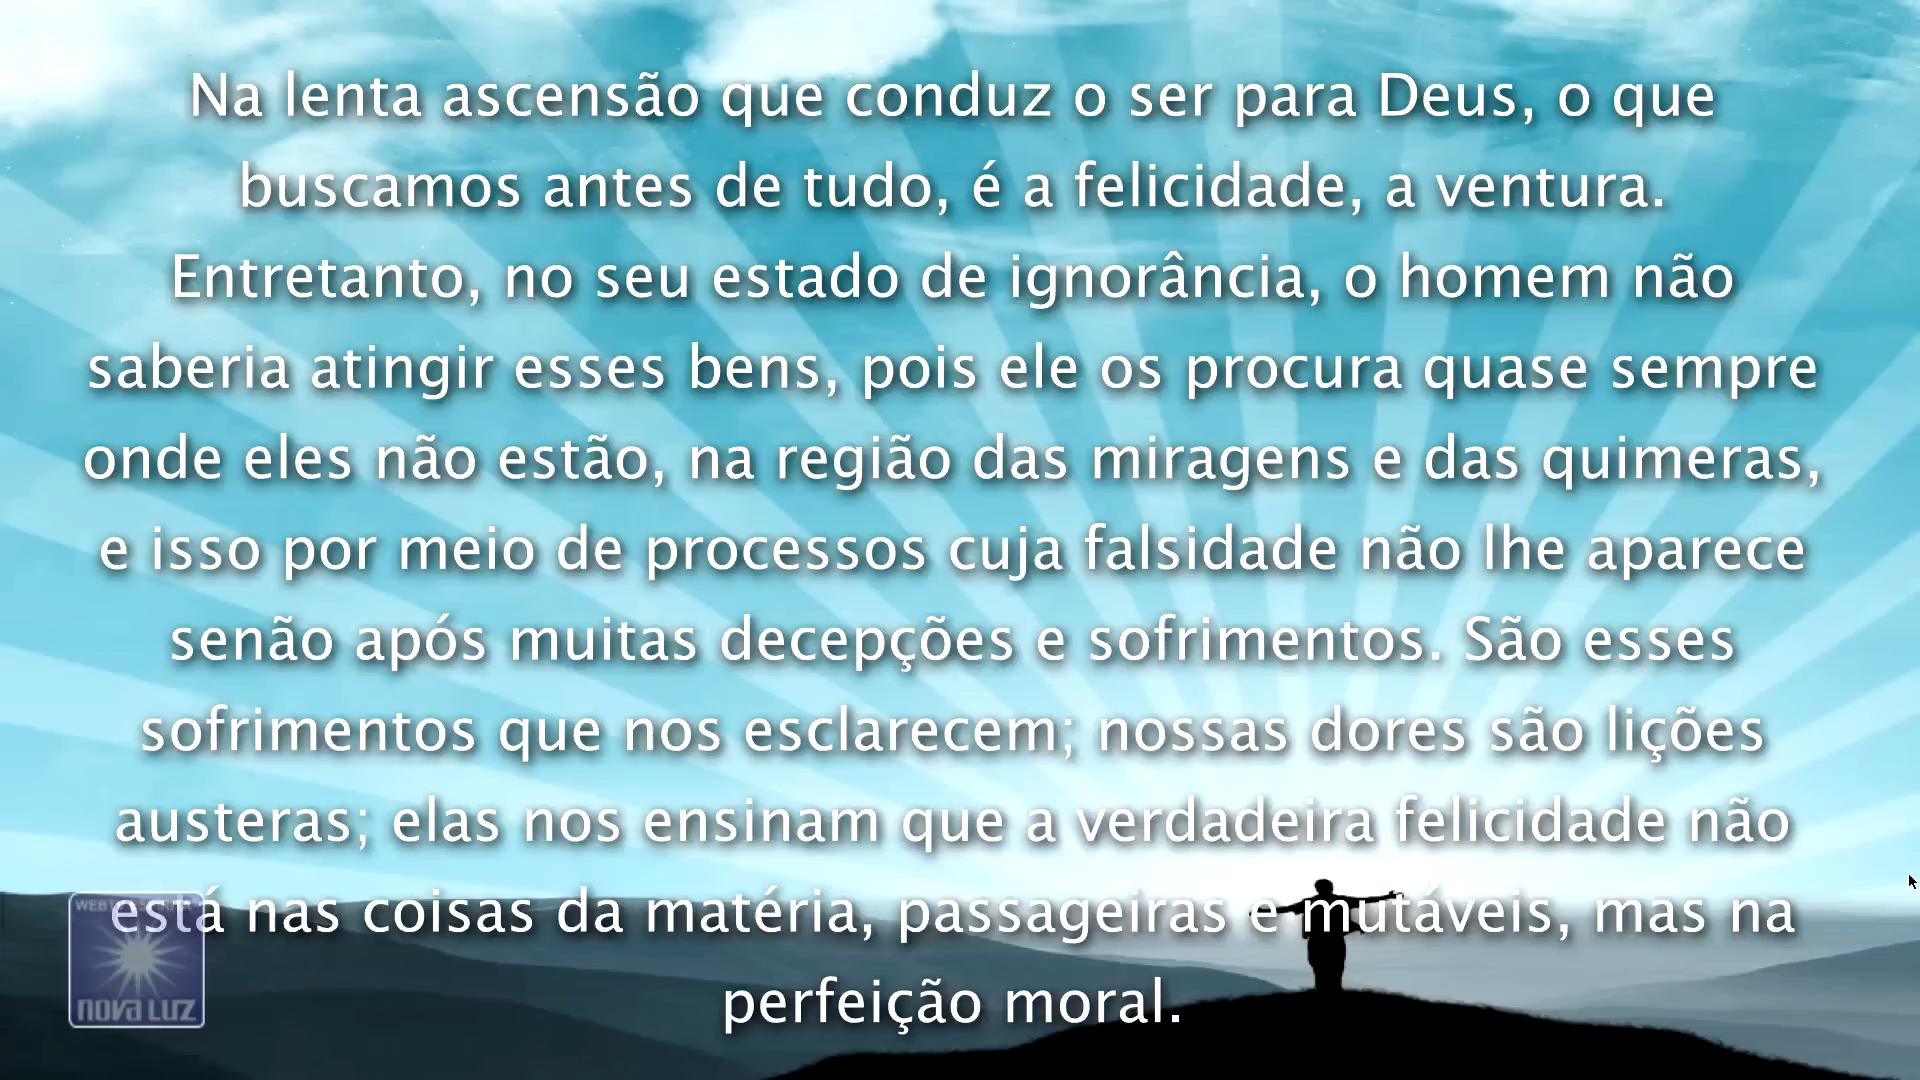 Na lenta ascensão que conduz o ser para Deus, o que
buscamos antes de tudo, é a felicidade, a ventura.
Entretanto, no seu estado de ignorância, o homem não
saberia atingir esses bens, pois ele os procura quase sempre
onde eles não estão, na região das miragens e das quimeras,
e isso por meio de processos cuja falsidade não lhe aparece
senão após muitas decepções e sofrimentos. São esses
sofrimentos que nos esclarecem; nossas dores são lições
austeras; elas nos ensinam que a verdadeira felicidade não
está nas coisas da matéria, passageiras e mutáveis, mas na
perfeição moral.
NOVA LUZ